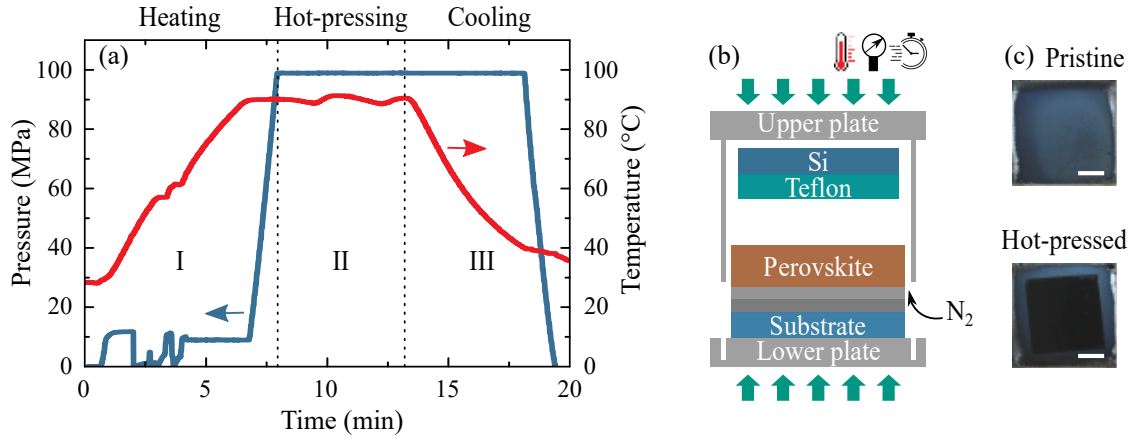 Heating Hot-pressing Cooling
(a)
100
80
60
40
20
0
Pressure (MPa)
100
80
60
40
20
0
Temperature (°C)
I II III
0 5 10 15 20
Time (min)
(b)
Upper plate
Si
Teflon
Perovskite
N2
Substrate
Lower plate
(c) Pristine
Hot-pressed